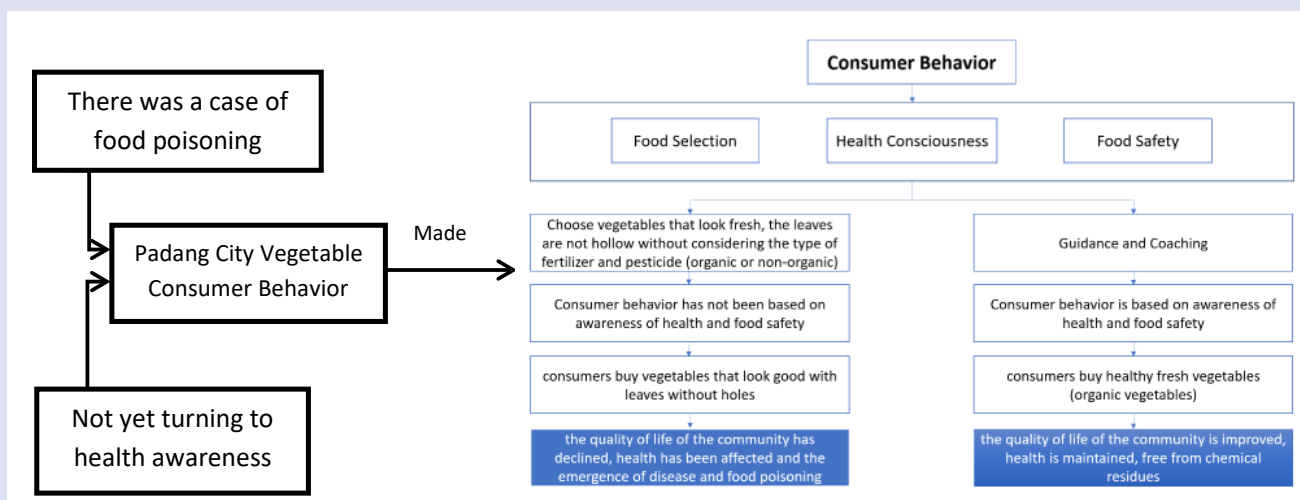 There was a case of
food poisoning
Padang City Vegetable
Consumer Behavior
Not yet turning to
health awareness
Made
Consumer Behavior
Food Selection
Health Consciousness
Food Safety
Choose vegetables that look fresh, the leaves
are not hollow without considering the type of
fertilizer and pesticide (organic or non-organic)
Consumer behavior has not been based on
awareness of health and food safety
consumers buy vegetables that look good with
leaves without holes
the quality of life of the community has
declined, health has been affected and the
emergence of disease and food poisoning
Guidance and Coaching
Consumer behavior is based on awareness of
health and food safety
consumers buy healthy fresh vegetables
(organic vegetables)
the quality of life of the community is improved,
health is maintained, free from chemical
residues